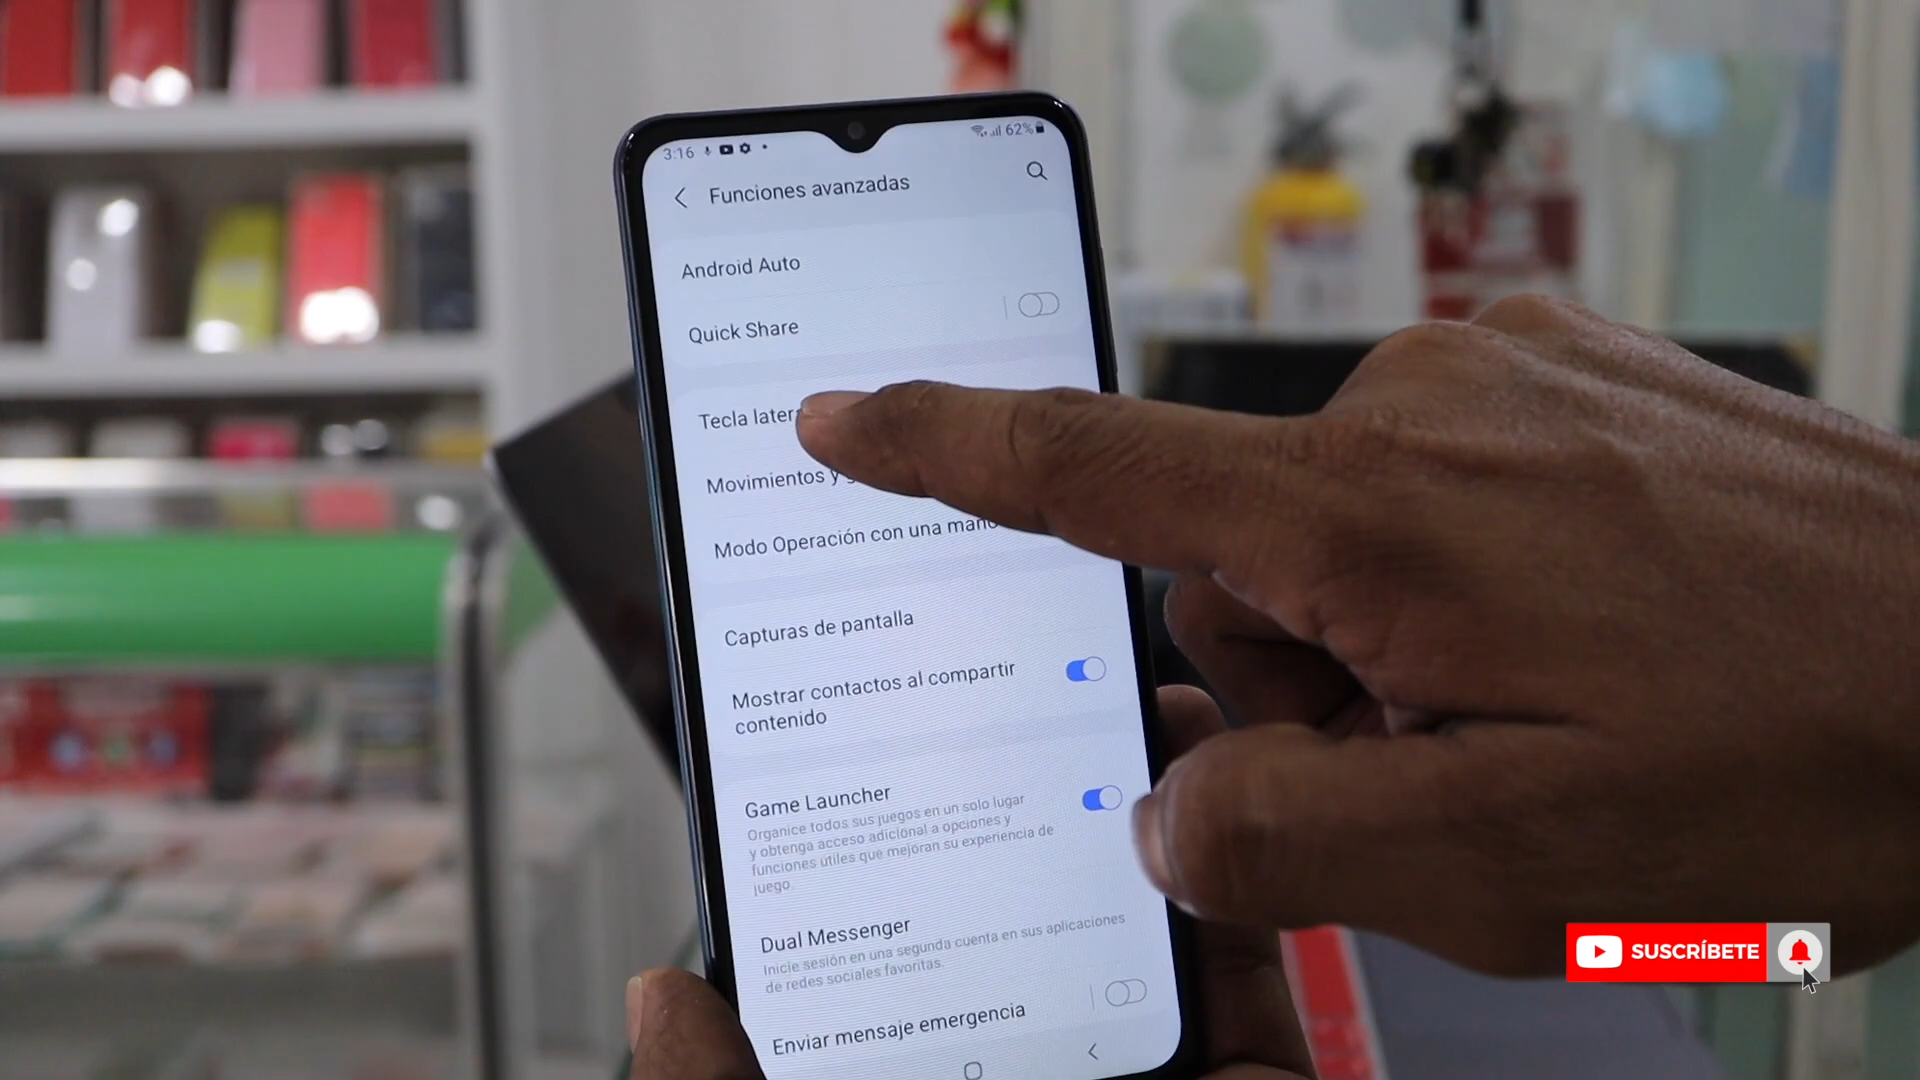 3:16
62%
Funciones avanzadas
Android Auto
Quick Share
Tecla later
Movimientos y
Modo Operación con una mano
Capturas de pantalla
Mostrar contactos al compartir
contenido
Game Launcher
Organice todos sus juegos en un solo lugar
y obtenga acceso adicional a opciones y
funciones útiles que mejoran su experiencia de
juego.
Dual Messenger
Inicie sesión en una segunda cuenta en sus aplicaciones
de redes sociales favoritas.
Enviar mensaje emergencia
SUSCRÍBETE